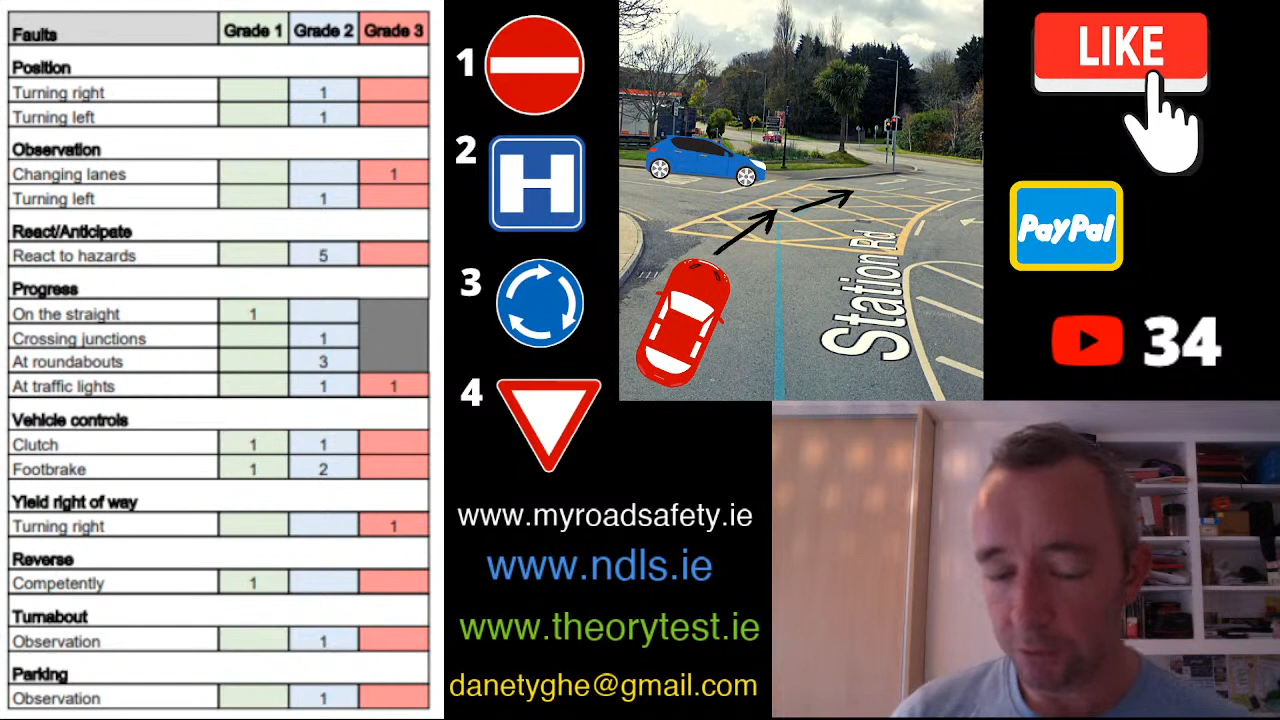 Faults Grade 1 Grade 2 Grade 3
Position
Turning right 1
Turning left 1
Observation
Changing lanes 1
Turning left 1
React/Anticipate
React to hazards 5
Progress
On the straight 1
Crossing junctions 1
At roundabouts 3
At traffic lights 1 1
Vehicle controls
Clutch 1 1
Footbrake 1 2
Yield right of way
Turning right 1
Reverse
Competently 1
Turnabout
Observation 1
Parking
Observation 1
1
2
H
3
4
www.myroadsafety.ie
www.ndls.ie
www.theorytest.ie
danetyghe@gmail.com
Station Rd
LIKE
PayPal
34